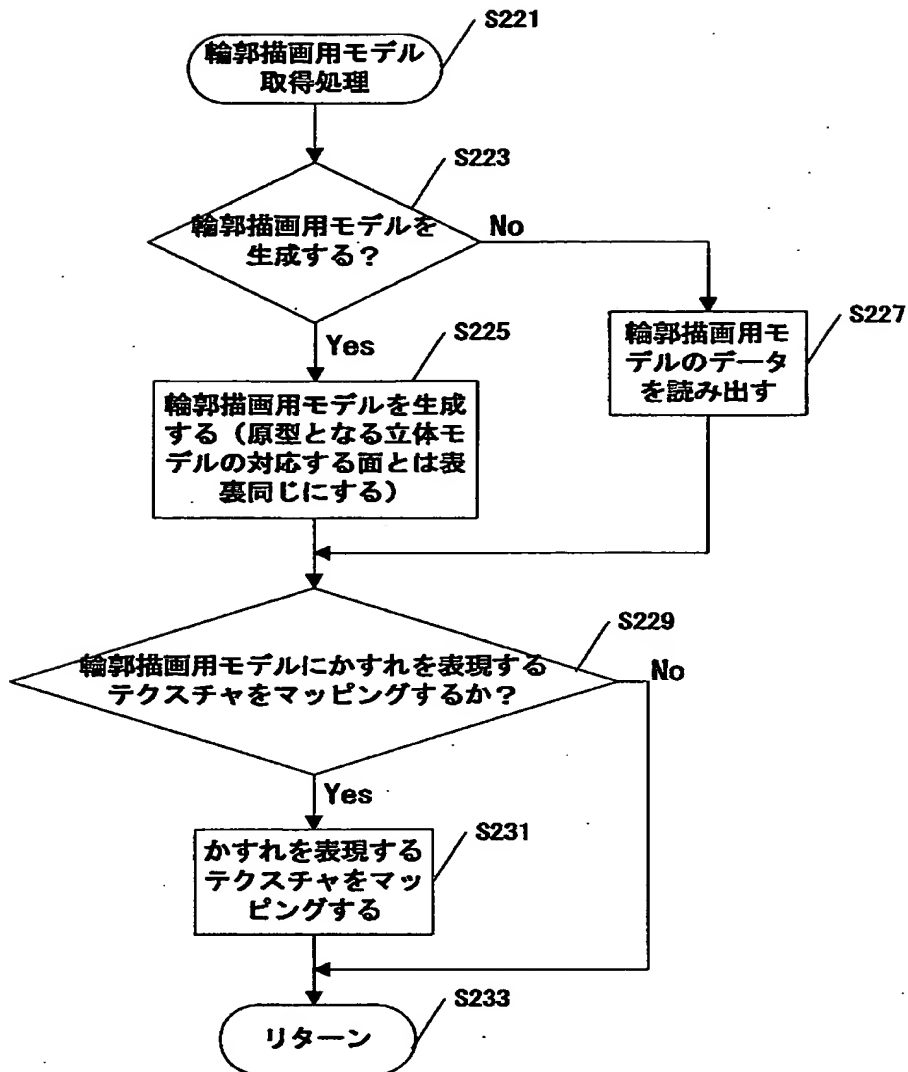 S221
輪郭描画用モデル
取得処理
S223
輪郭描画用モデルを
生成する？
No
Yes
S225
輪郭描画用モデルを生成
する（原型となる立体モ
デルの対応する面とは表
裏同じにする）
S227
輪郭描画用モ
デルのデータ
を読み出す
S229
輪郭描画用モデルにかすれを表現する
テクスチャをマッピングするか？
No
Yes
S231
かすれを表現する
テクスチャをマッ
ピングする
S233
リターン